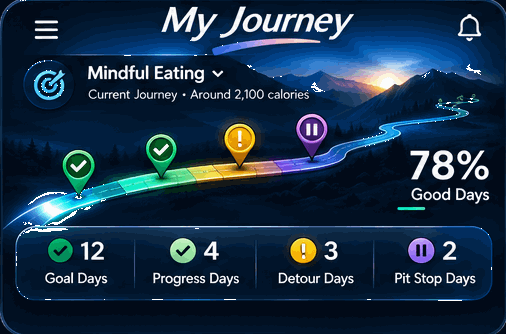 My Journey
Mindful Eating
Current Journey • Around 2,100 calories
78%
Good Days
12
Goal Days
4
Progress Days
3
Detour Days
2
Pit Stop Days